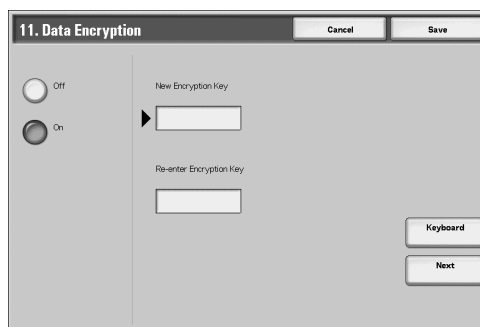 11. Data Encryption
Cancel
Save
Off
On
New Encryption Key
Re-enter Encryption Key
Keyboard
Next